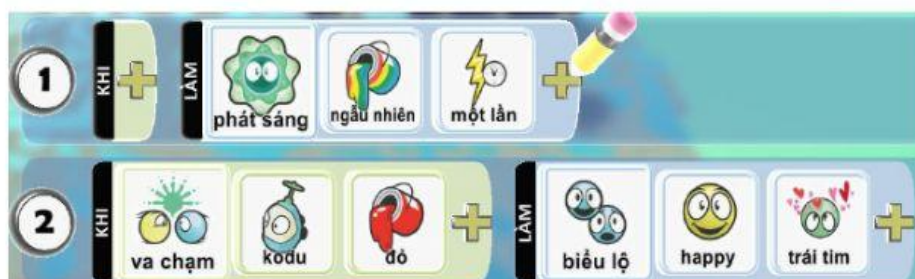 1 KHI LÀM phát sáng ngẫu nhiên một lần
2 KHI va chạm kodu đỏ LÀM biểu lộ happy trái tim